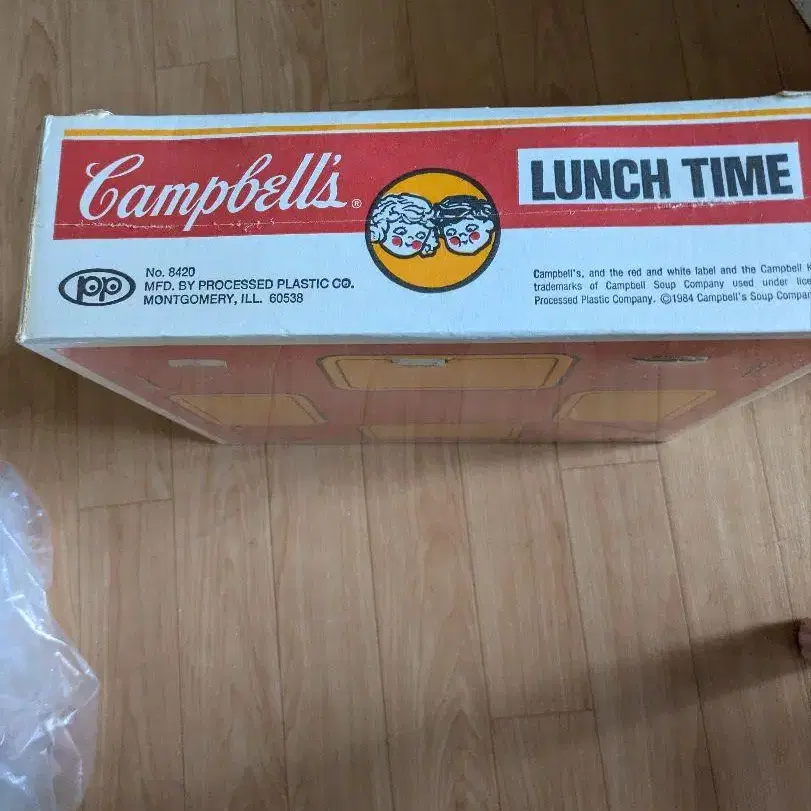 Campbell's®
LUNCH TIME
PP
No. 8420
MFD. BY PROCESSED PLASTIC CO.
MONTGOMERY, ILL. 60538
Campbell's, and the red and white label and the Campbell
trademarks of Campbell Soup Company used under
Processed Plastic Company. ©1984 Campbell's Soup